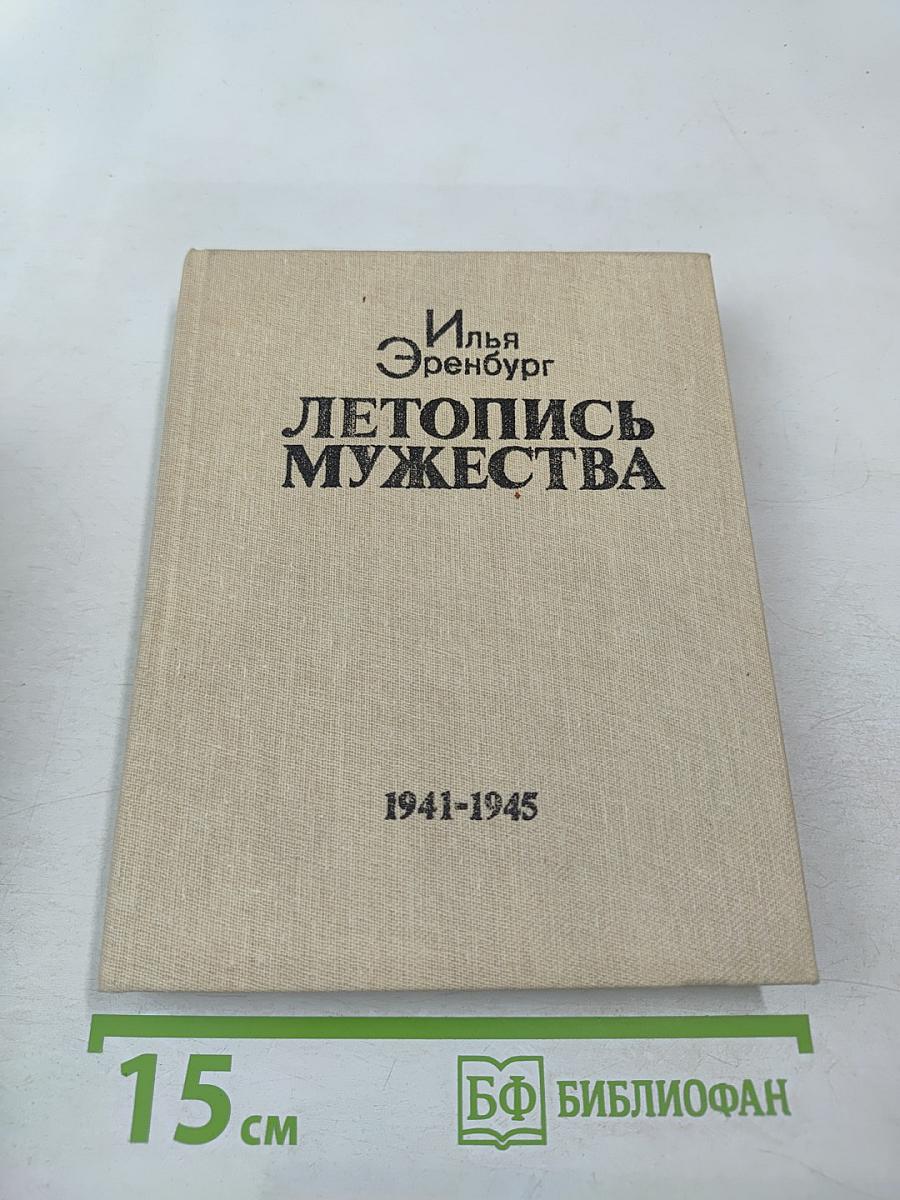 Илья
Эренбург
ЛЕТОПИСЬ
МУЖЕСТВА
1941-1945
15 см
БФ БИБЛИОФАН